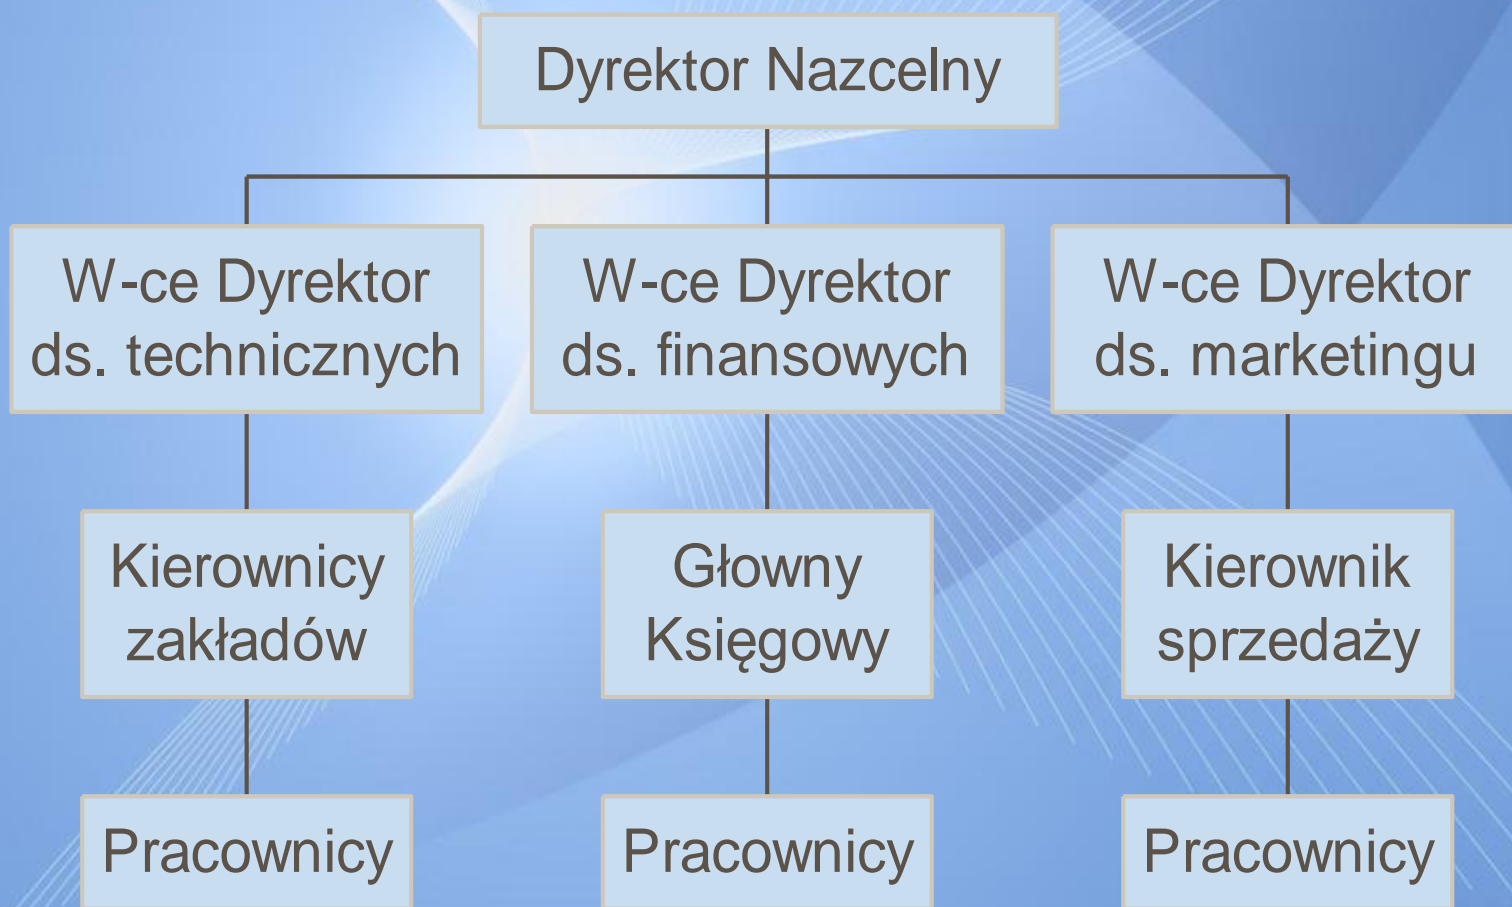 Dyrektor Nazcelny
W-ce Dyrektor
ds. technicznych
W-ce Dyrektor
ds. finansowych
W-ce Dyrektor
ds. marketingu
Kierownicy
zakładów
Głowny
Księgowy
Kierownik
sprzedaży
Pracownicy
Pracownicy
Pracownicy